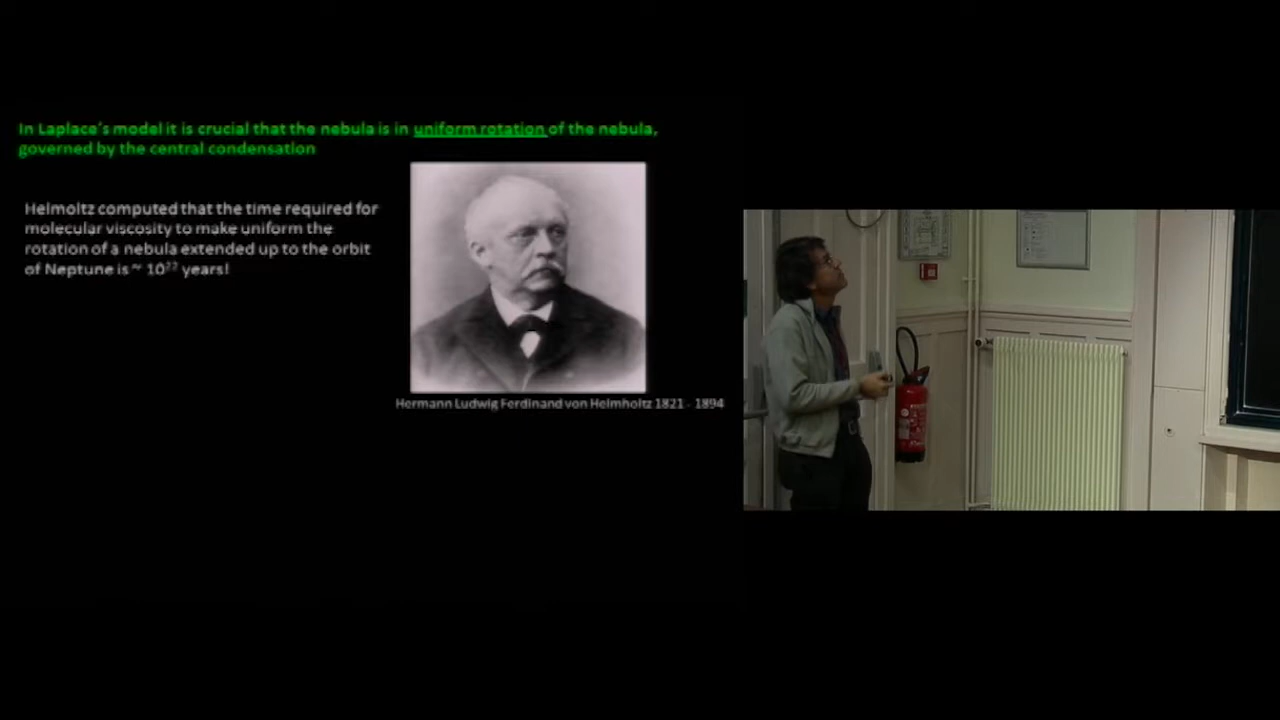 In Laplace's model it is crucial that the nebula is in uniform rotation of the nebula,
governed by the central condensation
Helmoltz computed that the time required for
molecular viscosity to make uniform the
rotation of a nebula extended up to the orbit
of Neptune is ~ 10²² years!
Hermann Ludwig Ferdinand von Helmholtz 1821 - 1894